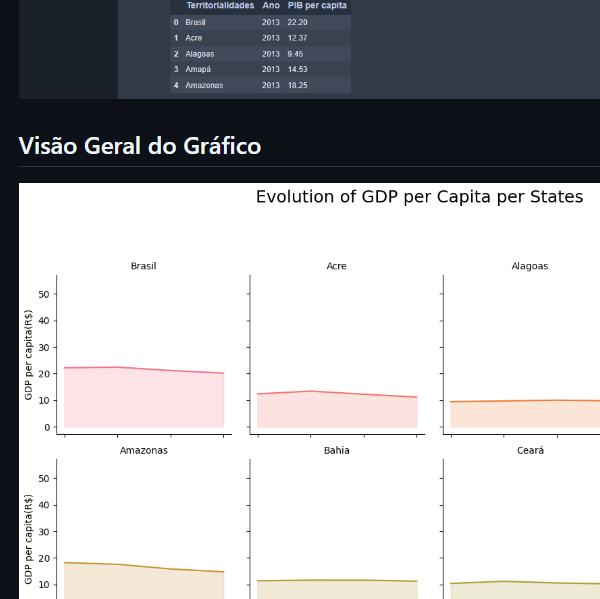 Territorialidades Ano PIB per capita
0 Brasil 2013 22.20
1 Acre 2013 12.37
2 Alagoas 2013 9.45
3 Amapá 2013 14.53
4 Amazonas 2013 18.25
Visão Geral do Gráfico
Evolution of GDP per Capita per States
Brasil Acre Alagoas
GDP per capita(R$)
50
40
30
20
10
0
Amazonas Bahia Ceará
GDP per capita(R$)
50
40
30
20
10